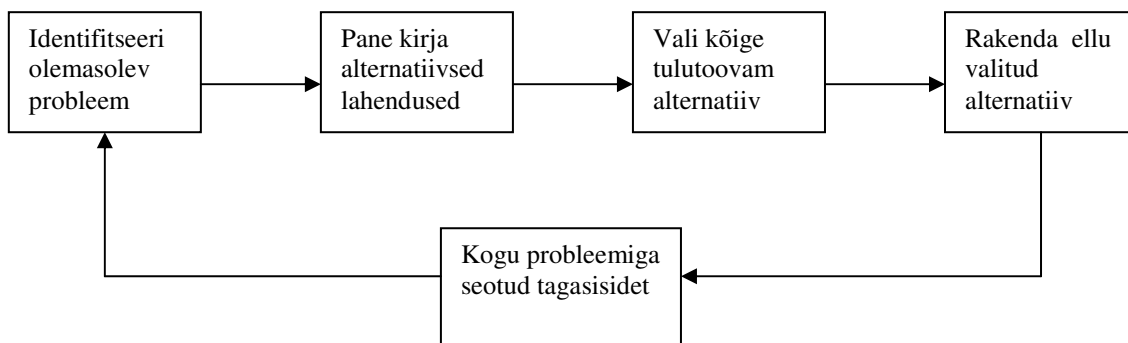 Identifitseeri
olemasolev
probleem
Pane kirja
alternatiivsed
lahendused
Vali kõige
tulutoovam
alternatiiv
Rakenda ellu
valitud
alternatiiv
Kogu probleemiga
seotud tagasisidet